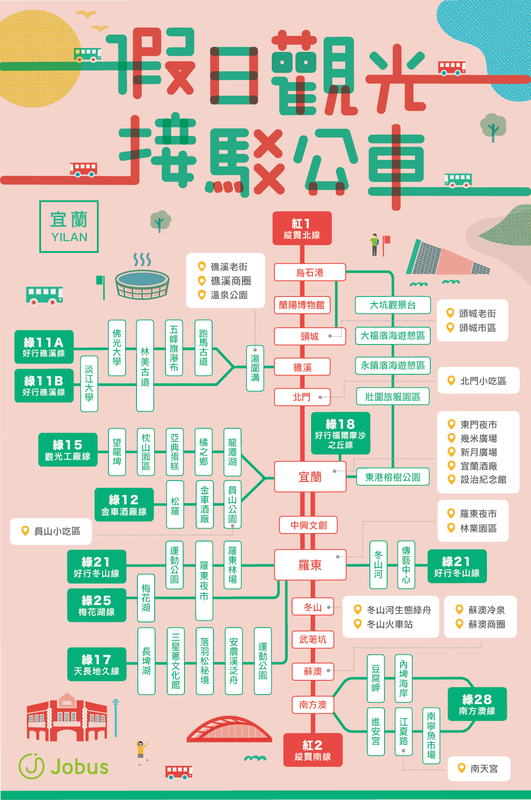 假日觀光
接駁公車
宜蘭
YILAN
紅1
縱貫北線
烏石港
蘭陽博物館
頭城
礁溪
北門
宜蘭
中興文創
羅東
冬山
武荖坑
蘇澳
南方澳
紅2
縱貫南線
礁溪老街
礁溪商圈
溫泉公園
大坑觀景台
大福濱海遊憩區
永鎮濱海遊憩區
壯圍旅服園區
東港榕樹公園
頭城老街
頭城市區
北門小吃區
綠11A
好行礁溪線
綠11B
好行礁溪線
佛光大學
淡江大學
林美古道
五峰旗瀑布
跑馬古道
湯圍溝
綠18
好行福爾摩沙
之丘線
東門夜市
幾米廣場
新月廣場
宜蘭酒廠
設治紀念館
綠15
觀光工廠線
望龍埤
枕山園區
亞典蛋糕
橘之鄉
龍潭湖
綠12
金車酒廠線
松羅
金車酒廠
員山公園
員山小吃區
羅東夜市
林業園區
綠21
好行冬山線
運動公園
羅東夜市
羅東林場
綠25
梅花湖線
梅花湖
冬山河
傳藝中心
綠21
好行冬山線
綠17
天長地久線
長埤湖
三星蔥文化館
落羽松秘境
安農溪泛舟
運動公園
冬山河生態綠舟
冬山火車站
蘇澳冷泉
蘇澳商圈
豆腐岬
內埤海岸
進安宮
江夏路
南寧魚市場
綠28
南方澳線
南天宮
Jobus